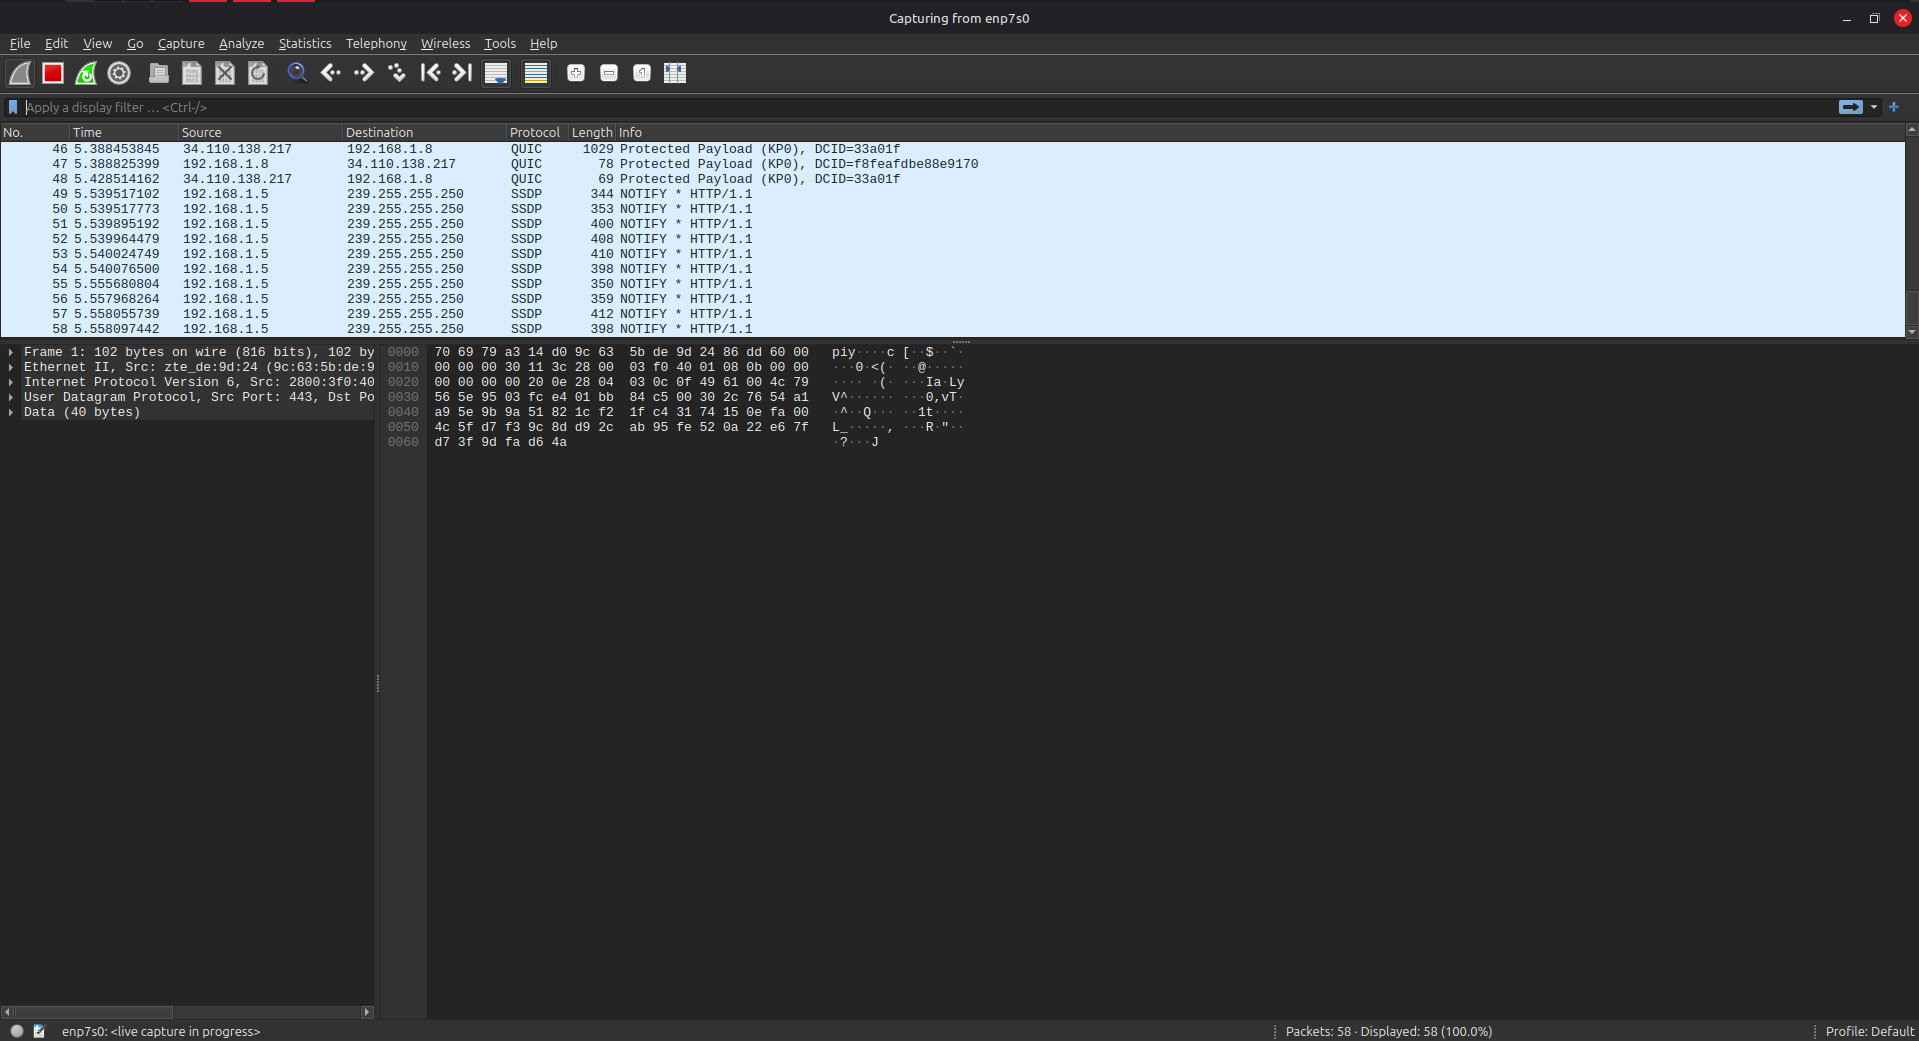 Capturing from enp7s0
File Edit View Go Capture Analyze Statistics Telephony Wireless Tools Help
Apply a display filter … <Ctrl-/>
No. Time Source Destination Protocol Length Info
46 5.388453845 34.110.138.217 192.168.1.8 QUIC 1029 Protected Payload (KP0), DCID=33a01f
47 5.388825399 192.168.1.8 34.110.138.217 QUIC 78 Protected Payload (KP0), DCID=f8feafdbe88e9170
48 5.428514162 34.110.138.217 192.168.1.8 QUIC 69 Protected Payload (KP0), DCID=33a01f
49 5.539517102 192.168.1.5 239.255.255.250 SSDP 344 NOTIFY * HTTP/1.1
50 5.539517773 192.168.1.5 239.255.255.250 SSDP 353 NOTIFY * HTTP/1.1
51 5.539895192 192.168.1.5 239.255.255.250 SSDP 400 NOTIFY * HTTP/1.1
52 5.539964479 192.168.1.5 239.255.255.250 SSDP 408 NOTIFY * HTTP/1.1
53 5.540024749 192.168.1.5 239.255.255.250 SSDP 410 NOTIFY * HTTP/1.1
54 5.540076500 192.168.1.5 239.255.255.250 SSDP 398 NOTIFY * HTTP/1.1
55 5.555680804 192.168.1.5 239.255.255.250 SSDP 350 NOTIFY * HTTP/1.1
56 5.557968264 192.168.1.5 239.255.255.250 SSDP 359 NOTIFY * HTTP/1.1
57 5.558055739 192.168.1.5 239.255.255.250 SSDP 412 NOTIFY * HTTP/1.1
58 5.558097442 192.168.1.5 239.255.255.250 SSDP 398 NOTIFY * HTTP/1.1
Frame 1: 102 bytes on wire (816 bits), 102 by
Ethernet II, Src: zte_de:9d:24 (9c:63:5b:de:9
Internet Protocol Version 6, Src: 2800:3f0:40
User Datagram Protocol, Src Port: 443, Dst Po
Data (40 bytes)
0000 70 69 79 a3 14 d0 9c 63 5b de 9d 24 86 dd 60 00 piy····c [··$··`·
0010 00 00 00 30 11 3c 28 00 03 f0 40 01 08 0b 00 00 ···0·<(· ··@·····
0020 00 00 00 00 20 0e 28 04 03 0c 0f 49 61 00 4c 79 ···· ·(· ···Ia·Ly
0030 56 5e 95 03 fc e4 01 bb 84 c5 00 30 2c 76 54 a1 V^······ ···0,vT·
0040 a9 5e 9b 9a 51 82 1c f2 1f c4 31 74 15 0e fa 00 ·^··Q··· ··1t····
0050 4c 5f d7 f3 9c 8d d9 2c ab 95 fe 52 0a 22 e6 7f L_·····, ···R·"··
0060 d7 3f 9d fa d6 4a ·?···J
enp7s0: <live capture in progress> Packets: 58 · Displayed: 58 (100.0%) Profile: Default